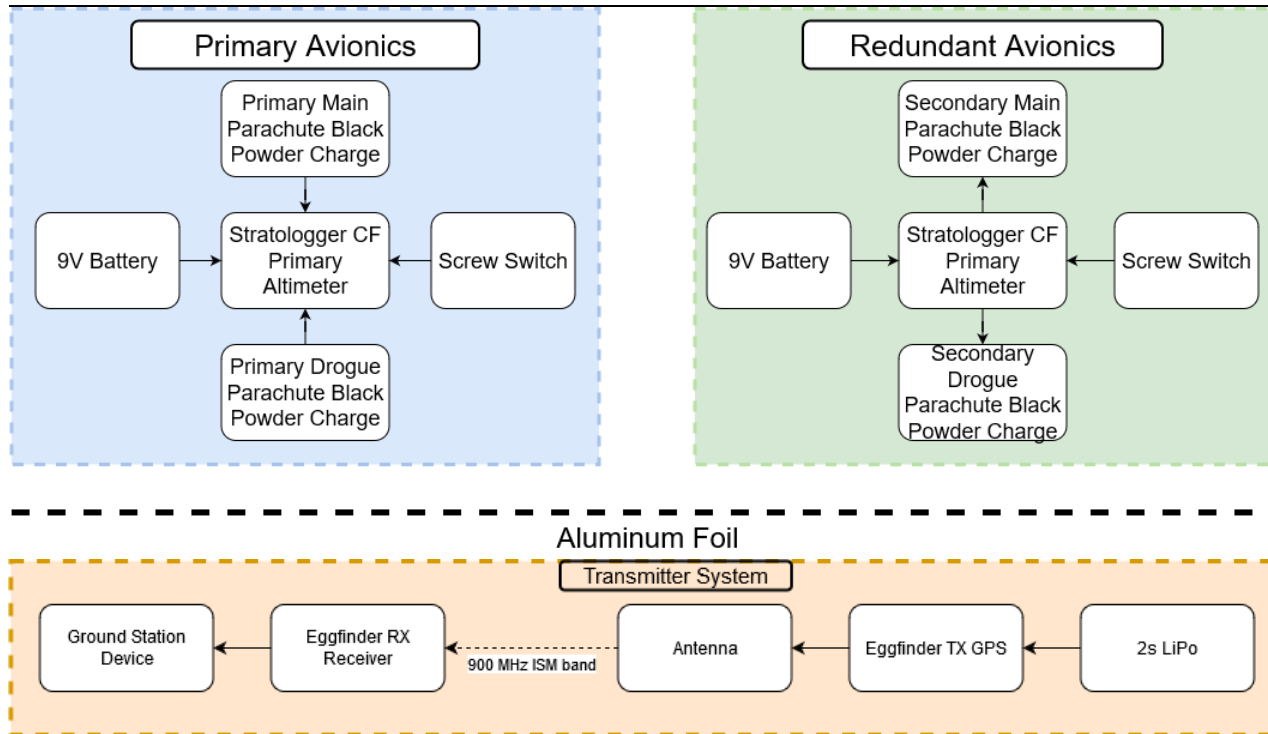 Primary Avionics
Primary Main
Parachute Black
Powder Charge
9V Battery
Stratologger CF
Primary
Altimeter
Screw Switch
Primary Drogue
Parachute Black
Powder Charge
Redundant Avionics
Secondary Main
Parachute Black
Powder Charge
9V Battery
Stratologger CF
Primary
Altimeter
Screw Switch
Secondary
Drogue
Parachute Black
Powder Charge
Aluminum Foil
Transmitter System
Ground Station
Device
Eggfinder RX
Receiver
900 MHz ISM band
Antenna
Eggfinder TX GPS
2s LiPo